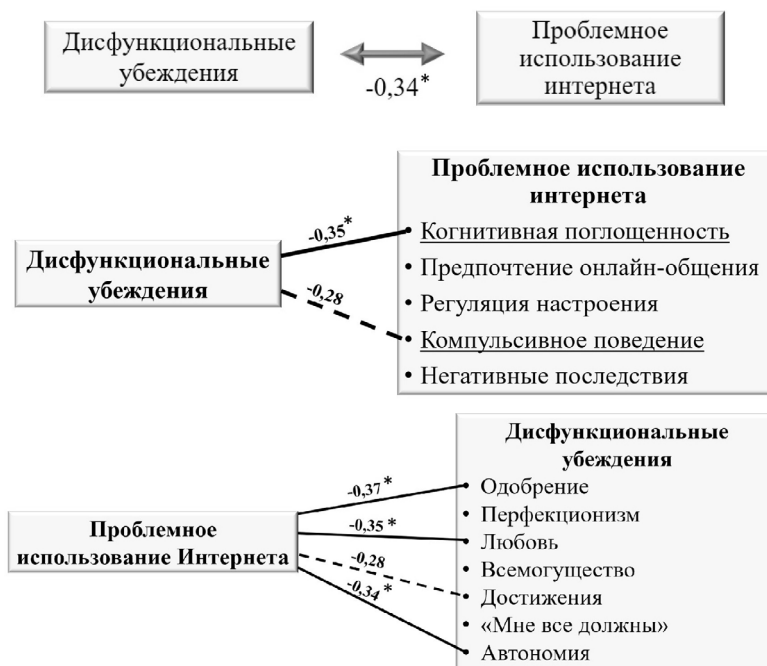 Дисфункциональные
убеждения
-0,34*
Проблемное
использование
интернета
Дисфункциональные
убеждения
-0,35*
-0,28
Проблемное использование
интернета
• Когнитивная поглощенность
• Предпочтение онлайн-общения
• Регуляция настроения
• Компульсивное поведение
• Негативные последствия
Проблемное
использование Интернета
-0,37*
-0,35*
-0,28
-0,34*
Дисфункциональные
убеждения
• Одобрение
• Перфекционизм
• Любовь
• Всемогущество
• Достижения
• «Мне все должны»
• Автономия